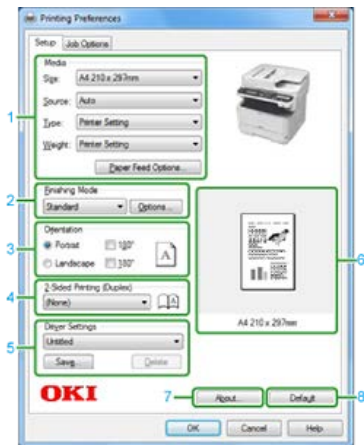 Printing Preferences
Setup Job Options
Media
Size: A4 210 x 297mm
Source: Auto
Type: Printer Setting
Weight: Printer Setting
Paper Feed Options...
1
Finishing Mode
Standard Options...
2
Orientation
Portrait 180°
Landscape 180°
A
3
2-Sided Printing (Duplex)
(None)
A
4
Driver Settings
Untitled
Save... Delete
5
6
A4 210 x 297mm
OKI
7 About... Default 8
OK Cancel Help